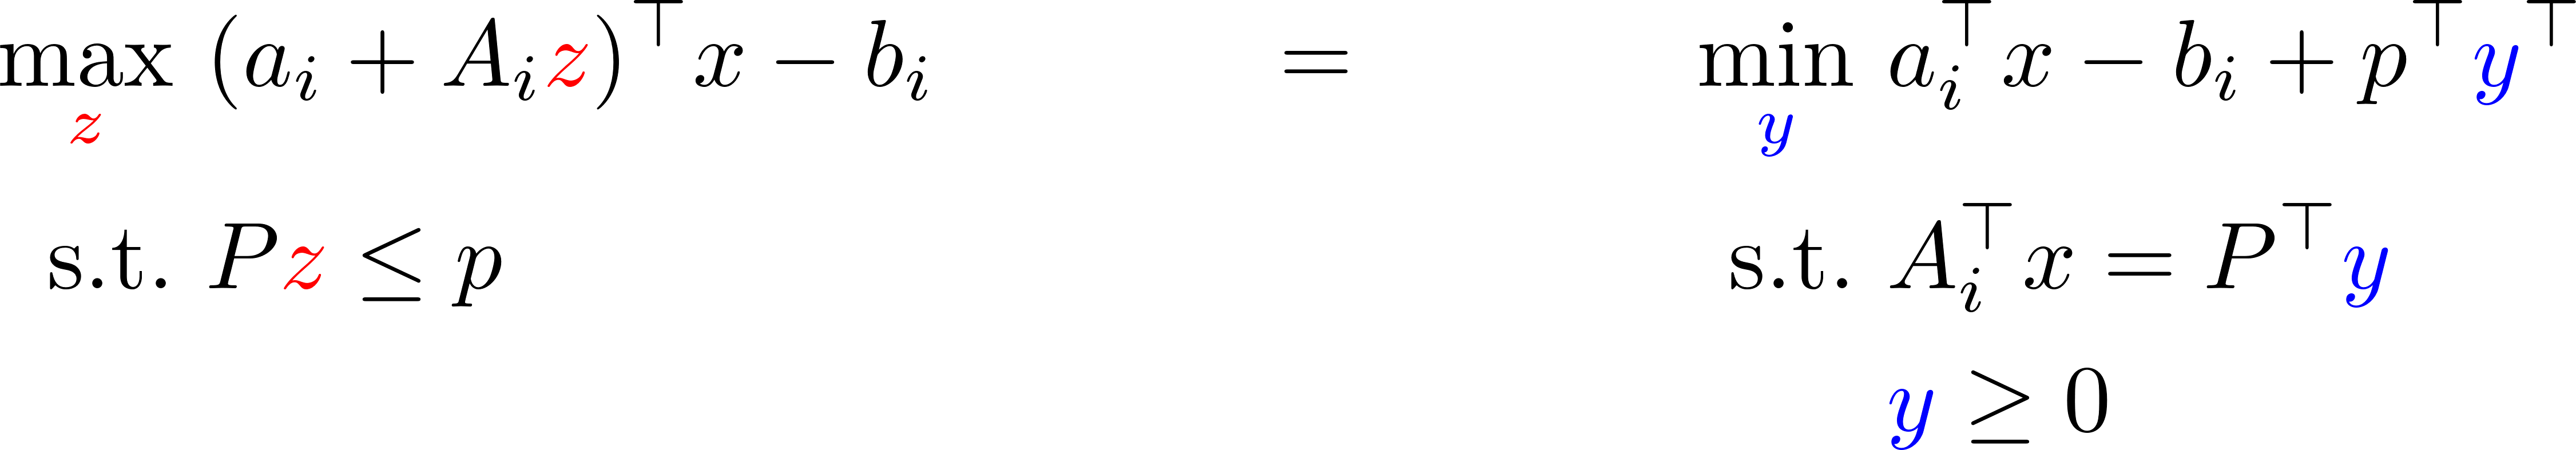 max_z (a_i + A_i z)^⊤ x − b_i = min_y a_i^⊤ x − b_i + p^⊤ y^⊤
s.t. Pz ≤ p s.t. A_i^⊤ x = P^⊤ y
y ≥ 0